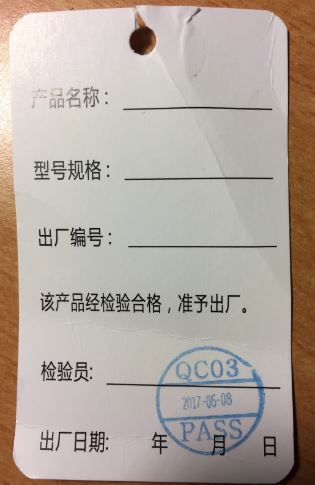 产品名称：
型号规格：
出厂编号：
该产品经检验合格，准予出厂。
检验员:
QC03
2017-06-08
PASS
出厂日期: 年 月 日